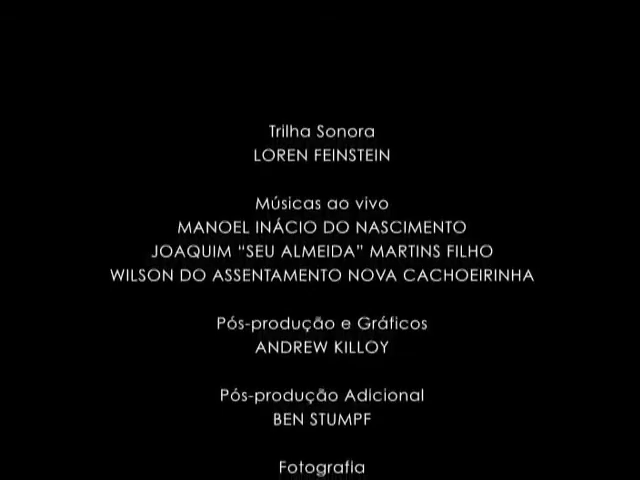 Trilha Sonora
LOREN FEINSTEIN
Músicas ao vivo
MANOEL INÁCIO DO NASCIMENTO
JOAQUIM “SEU ALMEIDA” MARTINS FILHO
WILSON DO ASSENTAMENTO NOVA CACHOEIRINHA
Pós-produção e Gráficos
ANDREW KILLOY
Pós-produção Adicional
BEN STUMPF
Fotografia